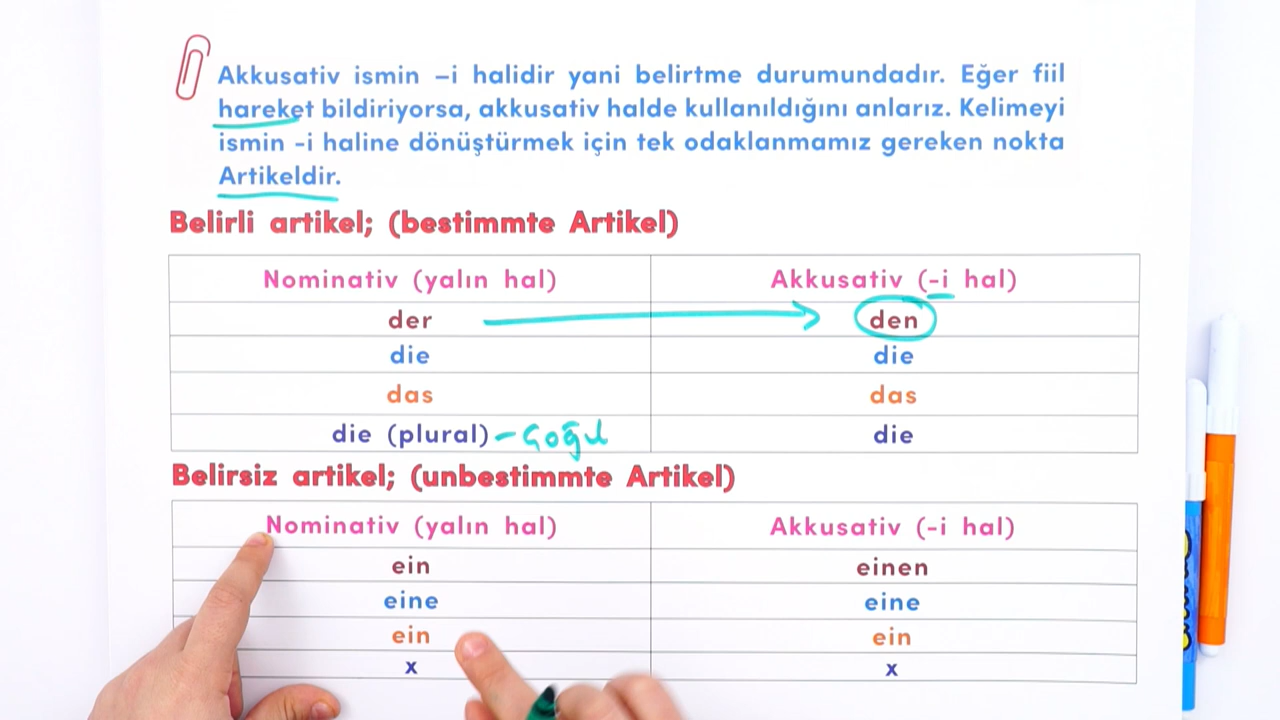 Akkusativ ismin –i halidir yani belirtme durumundadır. Eğer fiil
hareket bildiriyorsa, akkusativ halde kullanıldığını anlarız. Kelimeyi
ismin -i haline dönüştürmek için tek odaklanmamız gereken nokta
Artikeldir.
Belirli artikel; (bestimmte Artikel)
Nominativ (yalın hal) Akkusativ (-i hal)
der den
die die
das das
die (plural) - çoğul die
Belirsiz artikel; (unbestimmte Artikel)
Nominativ (yalın hal) Akkusativ (-i hal)
ein einen
eine eine
ein ein
x x